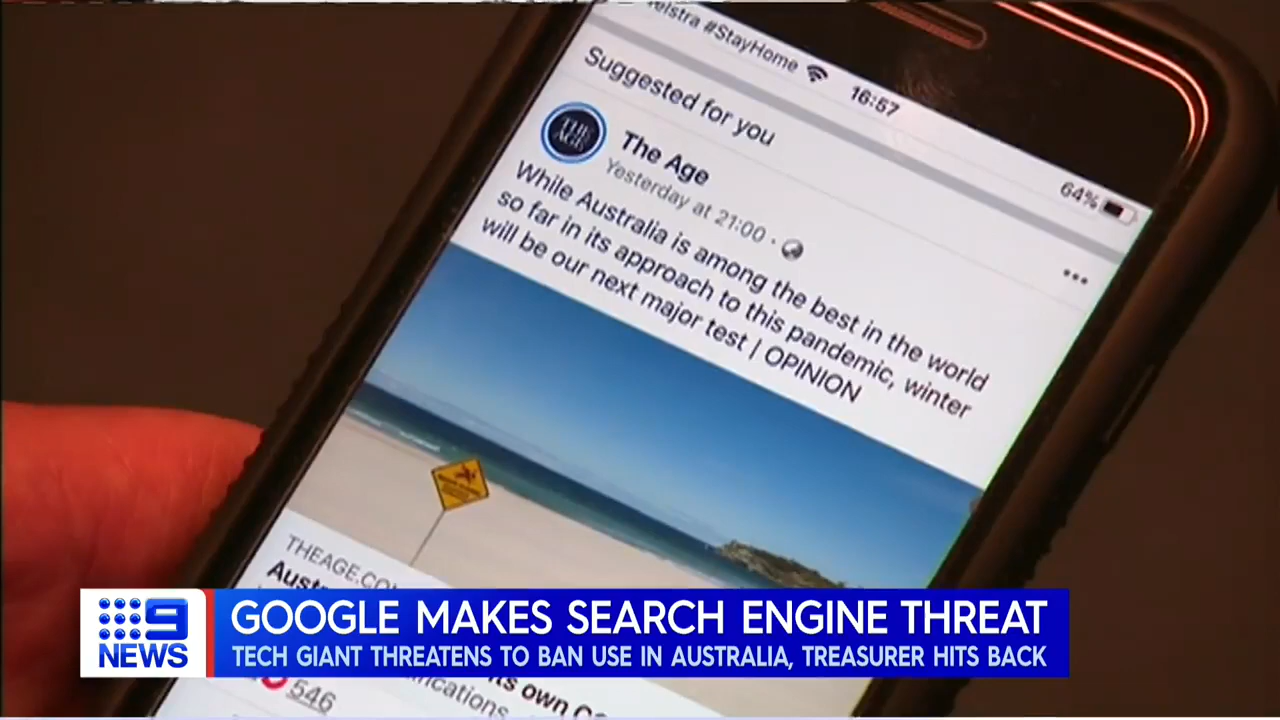 #StayHome
16:57
64%
Suggested for you
THE
AGE
The Age
Yesterday at 21:00 ·
While Australia is among the best in the world
so far in its approach to this pandemic, winter
will be our next major test | OPINION
9
NEWS
GOOGLE MAKES SEARCH ENGINE THREAT
TECH GIANT THREATENS TO BAN USE IN AUSTRALIA, TREASURER HITS BACK
own
546